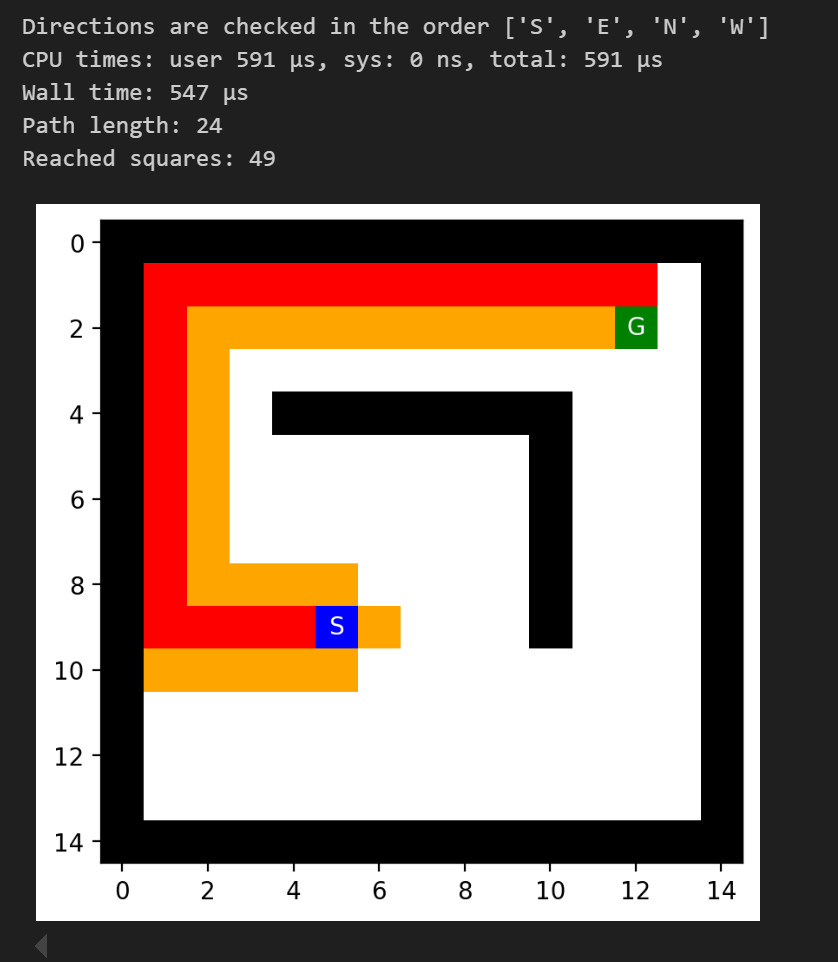 Directions are checked in the order ['S', 'E', 'N', 'W']
CPU times: user 591 µs, sys: 0 ns, total: 591 µs
Wall time: 547 µs
Path length: 24
Reached squares: 49
0
2
G
4
6
8
S
10
12
14
0 2 4 6 8 10 12 14